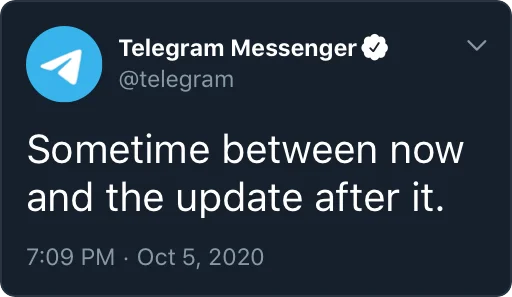 Telegram Messenger
@telegram
Sometime between now
and the update after it.
7:09 PM · Oct 5, 2020